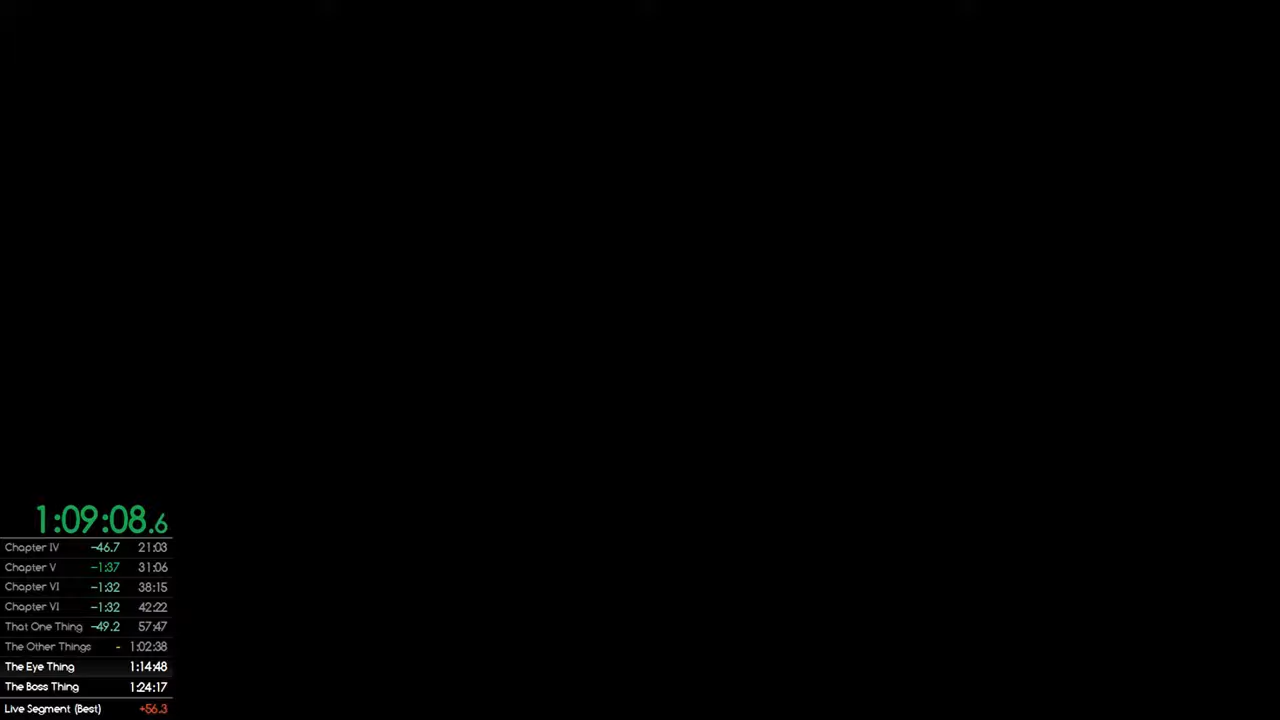 1:09:08.6
Chapter IV -46.7 21:03
Chapter V -1:37 31:06
Chapter VI -1:32 38:15
Chapter VI -1:32 42:22
That One Thing -49.2 57:47
The Other Things - 1:02:38
The Eye Thing 1:14:48
The Boss Thing 1:24:17
Live Segment (Best) +56.3